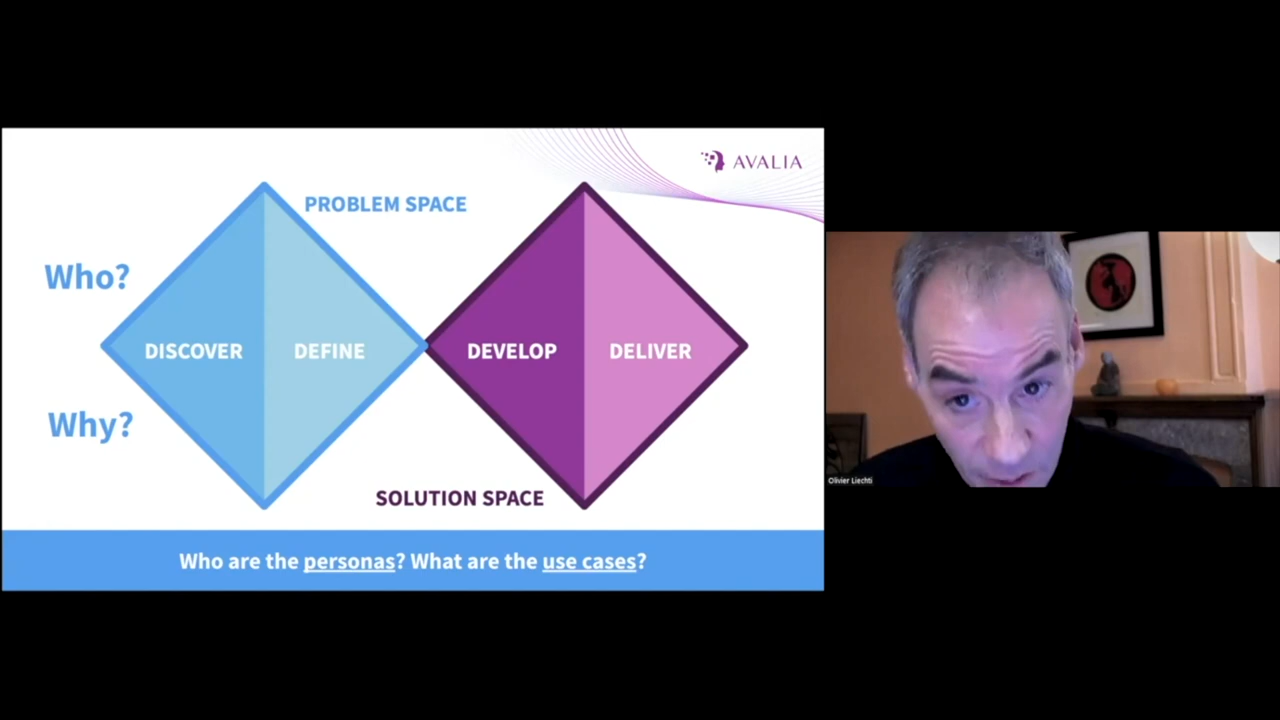 AVALIA
PROBLEM SPACE
Who?
DISCOVER
DEFINE
DEVELOP
DELIVER
Why?
SOLUTION SPACE
Who are the personas? What are the use cases?
Olivier Liechti